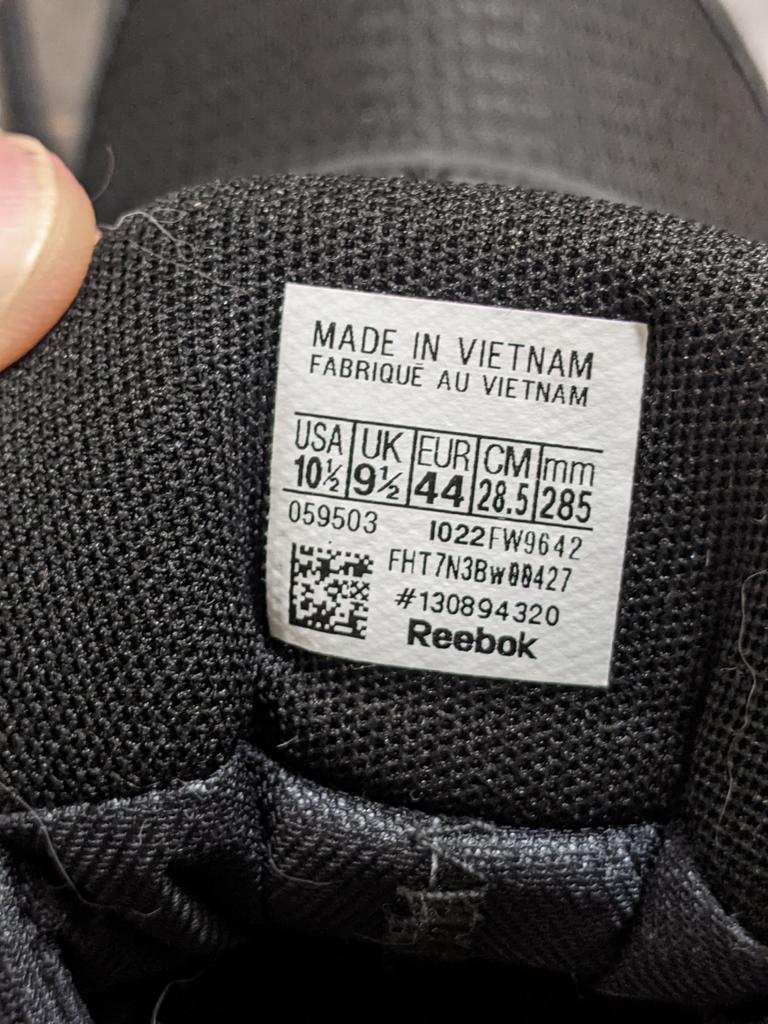 MADE IN VIETNAM
FABRIQUÉ AU VIETNAM
USA UK EUR CM mm
10½ 9½ 44 28.5 285
059503 1022FW9642
FHT7N3Bw00427
#130894320
Reebok